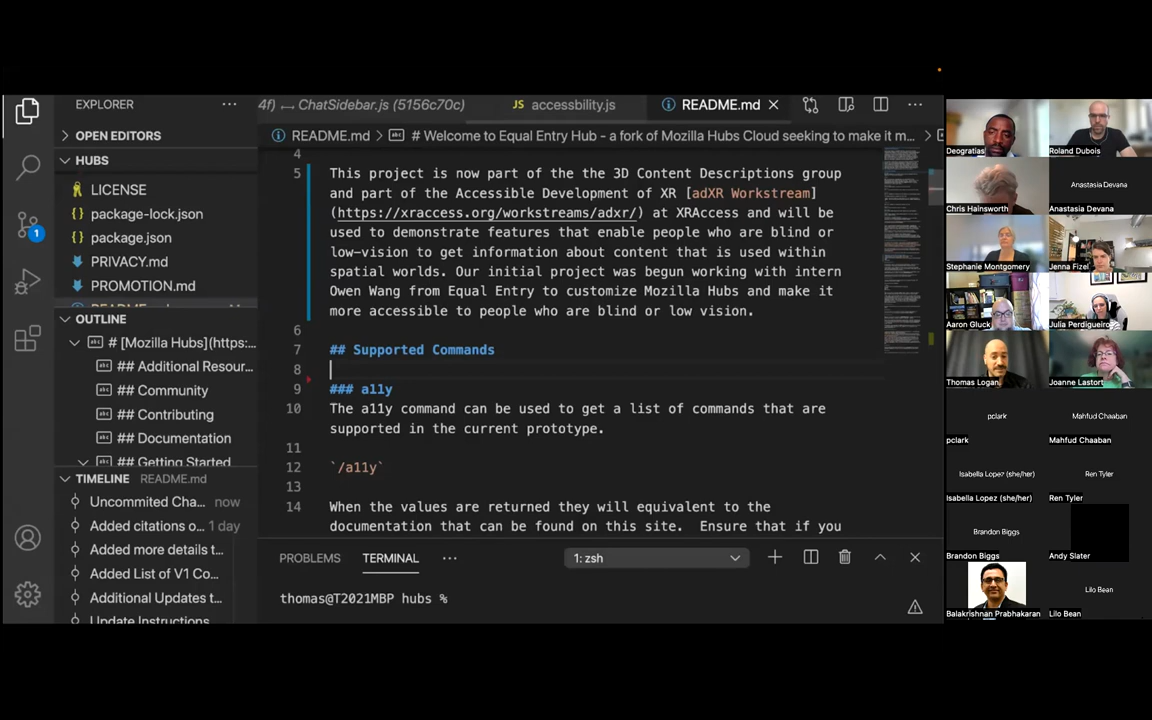 EXPLORER
OPEN EDITORS
HUBS
LICENSE
package-lock.json
package.json
PRIVACY.md
PROMOTION.md
README.md
OUTLINE
# [Mozilla Hubs](https:...
## Additional Resour...
## Community
## Contributing
## Documentation
## Getting Started
TIMELINE README.md
Uncommited Cha... now
Added citations o... 1 day
Added more details t...
Added List of V1 Co...
Additional Updates t...
Update Instructions
1
4f) ChatSidebar.js (5156c70c)
JS accessbility.js
README.md
README.md > # Welcome to Equal Entry Hub - a fork of Mozilla Hubs Cloud seeking to make it m...
4
5 This project is now part of the the 3D Content Descriptions group
and part of the Accessible Development of XR [adXR Workstream]
(https://xraccess.org/workstreams/adxr/) at XRAccess and will be
used to demonstrate features that enable people who are blind or
low-vision to get information about content that is used within
spatial worlds. Our initial project was begun working with intern
Owen Wang from Equal Entry to customize Mozilla Hubs and make it
more accessible to people who are blind or low vision.
6
7 ## Supported Commands
8
9 ### a11y
10 The a11y command can be used to get a list of commands that are
supported in the current prototype.
11
12 `/a11y`
13
14 When the values are returned they will equivalent to the
documentation that can be found on this site. Ensure that if you
PROBLEMS TERMINAL
1: zsh
thomas@T2021MBP hubs %
Deogratias
Roland Dubois
Chris Hainsworth
Anastasia Devana
Anastasia Devana
Stephanie Montgomery
Jenna Fizel
Aaron Gluck
Julia Perdigueiro
Thomas Logan
Joanne Lastort
pclark
pclark
Mahfud Chaaban
Mahfud Chaaban
Isabella Lopez (she/her)
Isabella Lopez (she/her)
Ren Tyler
Ren Tyler
Brandon Biggs
Brandon Biggs
Andy Slater
Balakrishnan Prabhakaran
Lilo Bean
Lilo Bean